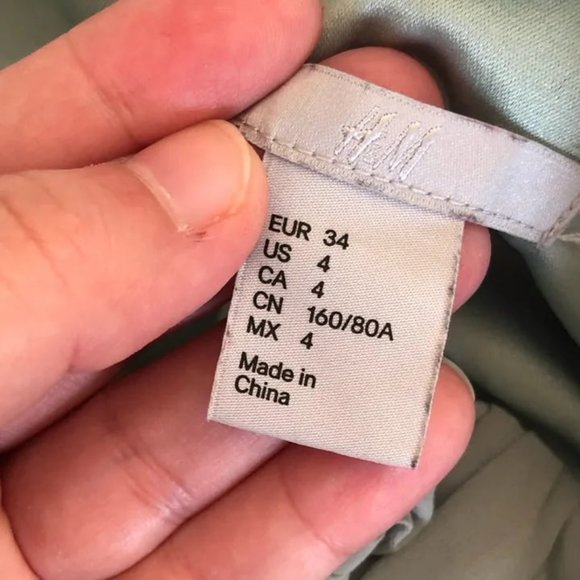 H&M
EUR 34
US 4
CA 4
CN 160/80A
MX 4
Made in
China